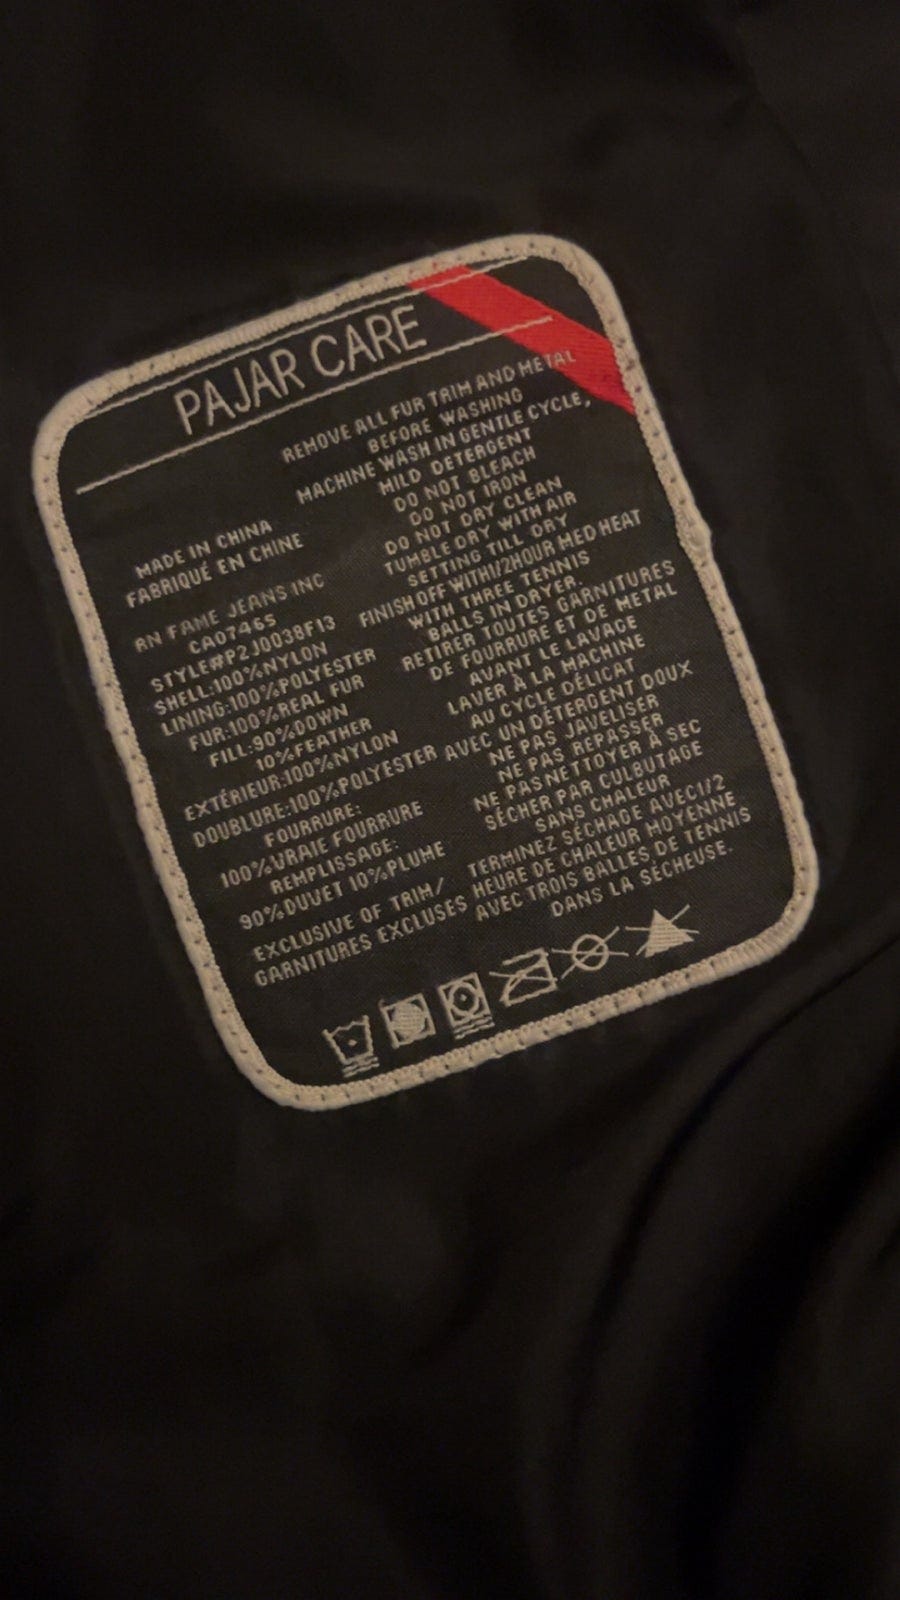 PAJAR CARE
MADE IN CHINA
FABRIQUÉ EN CHINE
RN FAME JEANS INC
CA07465
STYLE#P2J0038F13
SHELL:100%NYLON
LINING:100%POLYESTER
FUR:100%REAL FUR
FILL:90%DOWN
10%FEATHER
EXTÉRIEUR:100%NYLON
DOUBLURE:100%POLYESTER
FOURRURE:
100%VRAIE FOURRURE
REMPLISSAGE:
90%DUVET 10%PLUME
EXCLUSIVE OF TRIM/
GARNITURES EXCLUSES
REMOVE ALL FUR TRIM AND METAL
BEFORE WASHING
MACHINE WASH IN GENTLE CYCLE,
MILD DETERGENT
DO NOT BLEACH
DO NOT IRON
DO NOT DRY CLEAN
TUMBLE DRY WITH AIR
SETTING TILL DRY
FINISH OFF WITH1/2HOUR MED HEAT
WITH THREE TENNIS
BALLS IN DRYER.
RETIRER TOUTES GARNITURES
DE FOURRURE ET DE METAL
AVANT LE LAVAGE
LAVER À LA MACHINE
AU CYCLE DÉLICAT
AVEC UN DÉTERGENT DOUX
NE PAS JAVELISER
NE PAS REPASSER
NE PAS NETTOYER À SEC
SÉCHER PAR CULBUTAGE
SANS CHALEUR
TERMINEZ SÉCHAGE AVEC1/2
HEURE DE CHALEUR MOYENNE
AVEC TROIS BALLES DE TENNIS
DANS LA SÉCHEUSE.